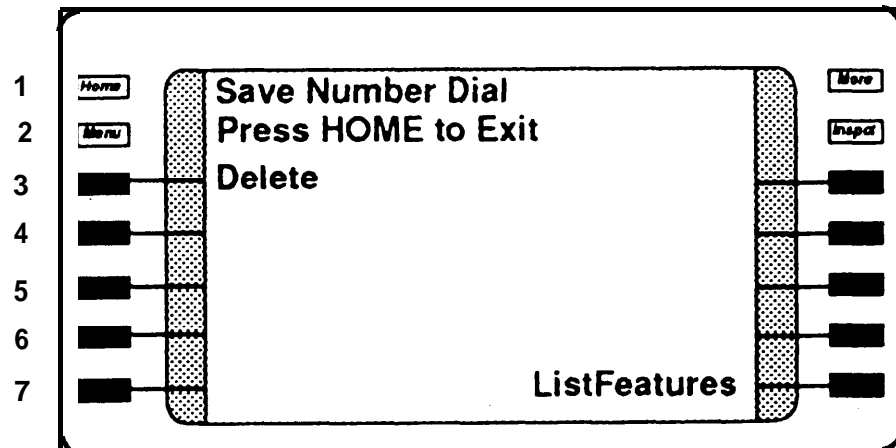 1 Home Save Number Dial More
2 Menu Press HOME to Exit Inspct
3 Delete
4
5
6
7 ListFeatures